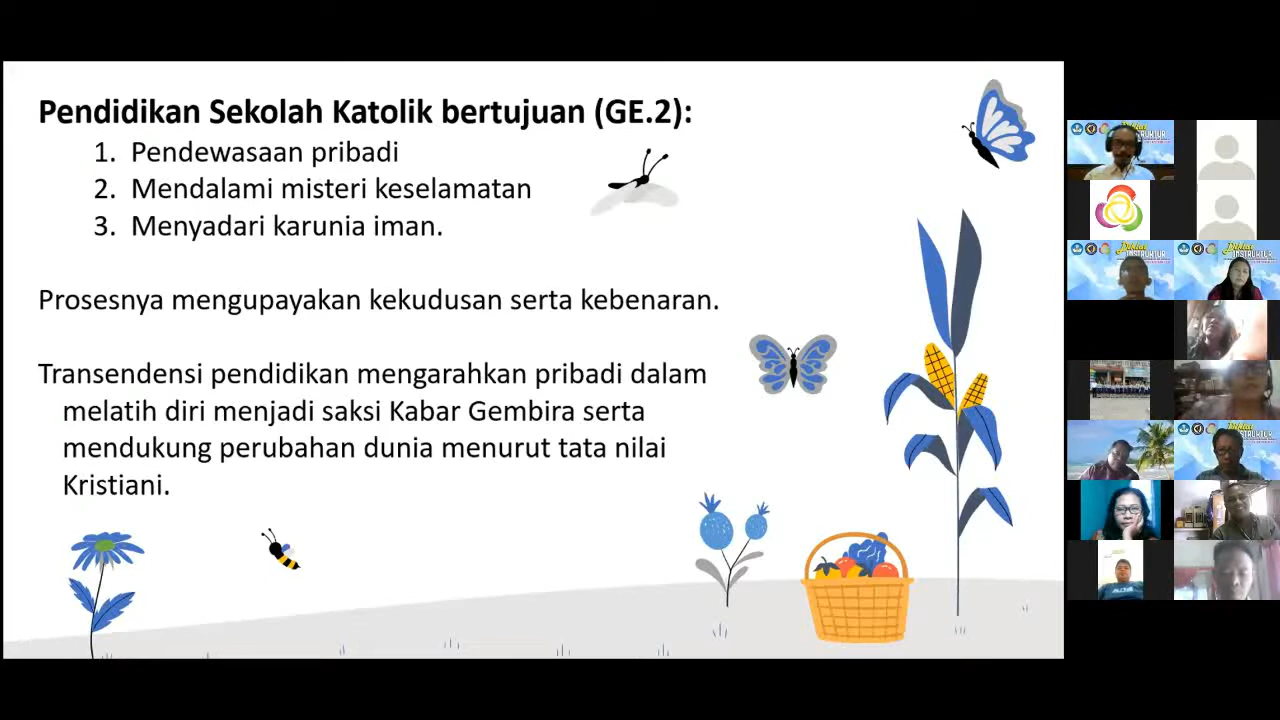 Pendidikan Sekolah Katolik bertujuan (GE.2):
1. Pendewasaan pribadi
2. Mendalami misteri keselamatan
3. Menyadari karunia iman.
Prosesnya mengupayakan kekudusan serta kebenaran.
Transendensi pendidikan mengarahkan pribadi dalam
melatih diri menjadi saksi Kabar Gembira serta
mendukung perubahan dunia menurut tata nilai
Kristiani.